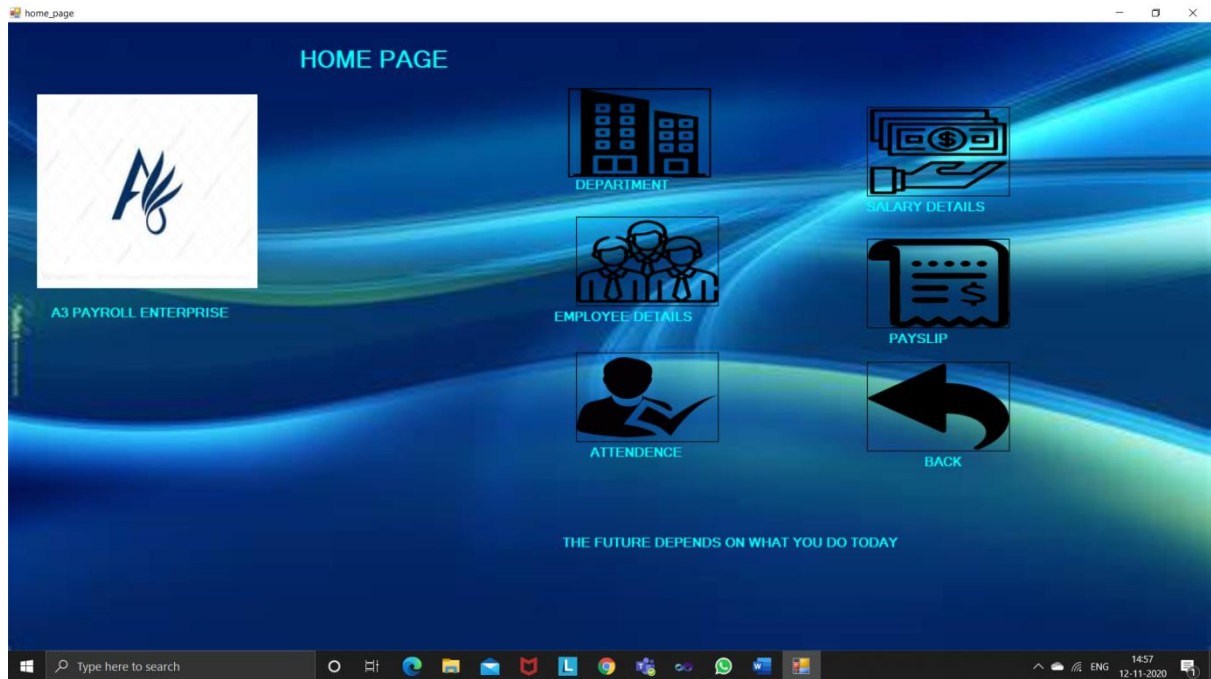 home_page
HOME PAGE
A3 PAYROLL ENTERPRISE
DEPARTMENT
EMPLOYEE DETAILS
ATTENDENCE
SALARY DETAILS
PAYSLIP
BACK
THE FUTURE DEPENDS ON WHAT YOU DO TODAY
Type here to search
ENG
14:57
12-11-2020
1